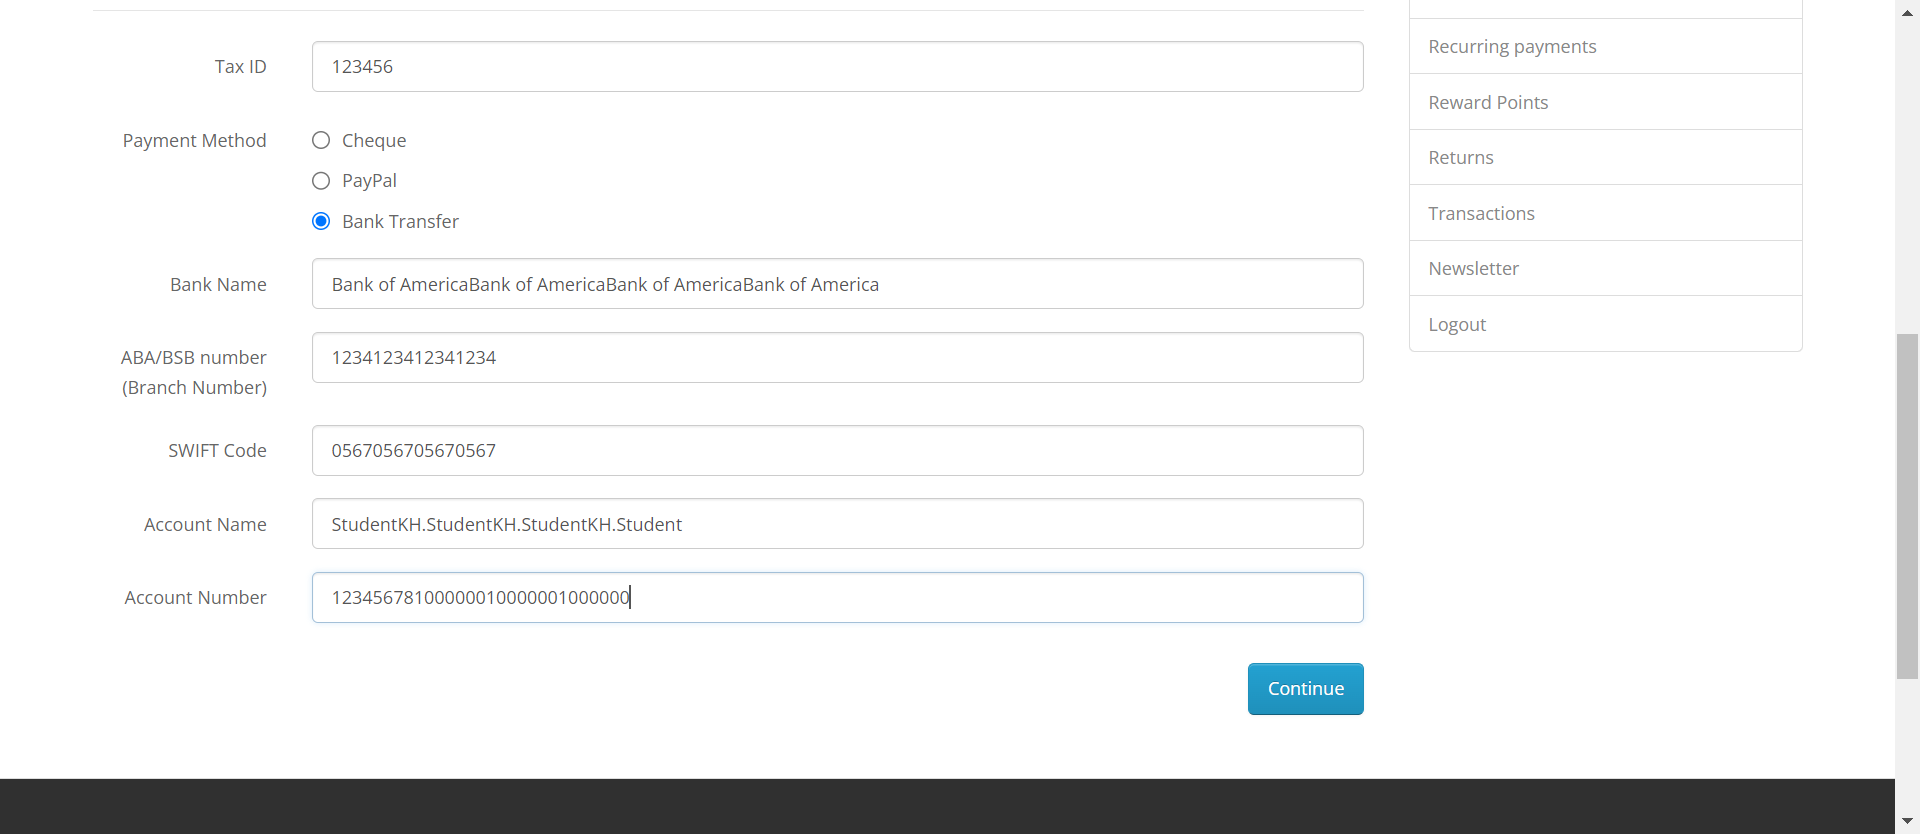 Tax ID
123456
Payment Method
Cheque
PayPal
Bank Transfer
Bank Name
Bank of AmericaBank of AmericaBank of AmericaBank of America
ABA/BSB number
(Branch Number)
1234123412341234
SWIFT Code
0567056705670567
Account Name
StudentKH.StudentKH.StudentKH.Student
Account Number
12345678100000010000001000000
Continue
Recurring payments
Reward Points
Returns
Transactions
Newsletter
Logout